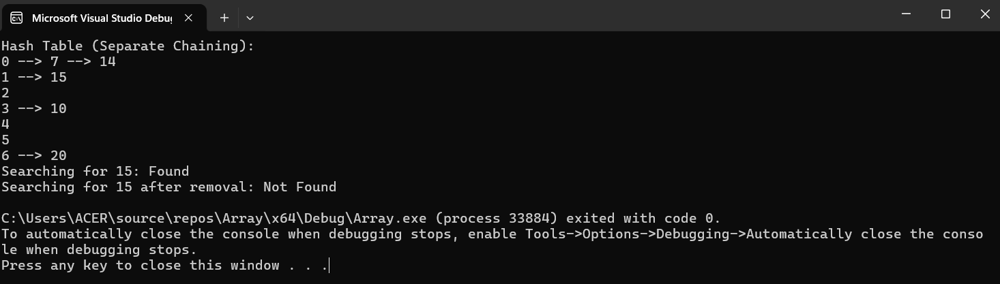 Microsoft Visual Studio Debu
Hash Table (Separate Chaining):
0 --> 7 --> 14
1 --> 15
2
3 --> 10
4
5
6 --> 20
Searching for 15: Found
Searching for 15 after removal: Not Found
C:\Users\ACER\source\repos\Array\x64\Debug\Array.exe (process 33884) exited with code 0.
To automatically close the console when debugging stops, enable Tools->Options->Debugging->Automatically close the conso
le when debugging stops.
Press any key to close this window . . .